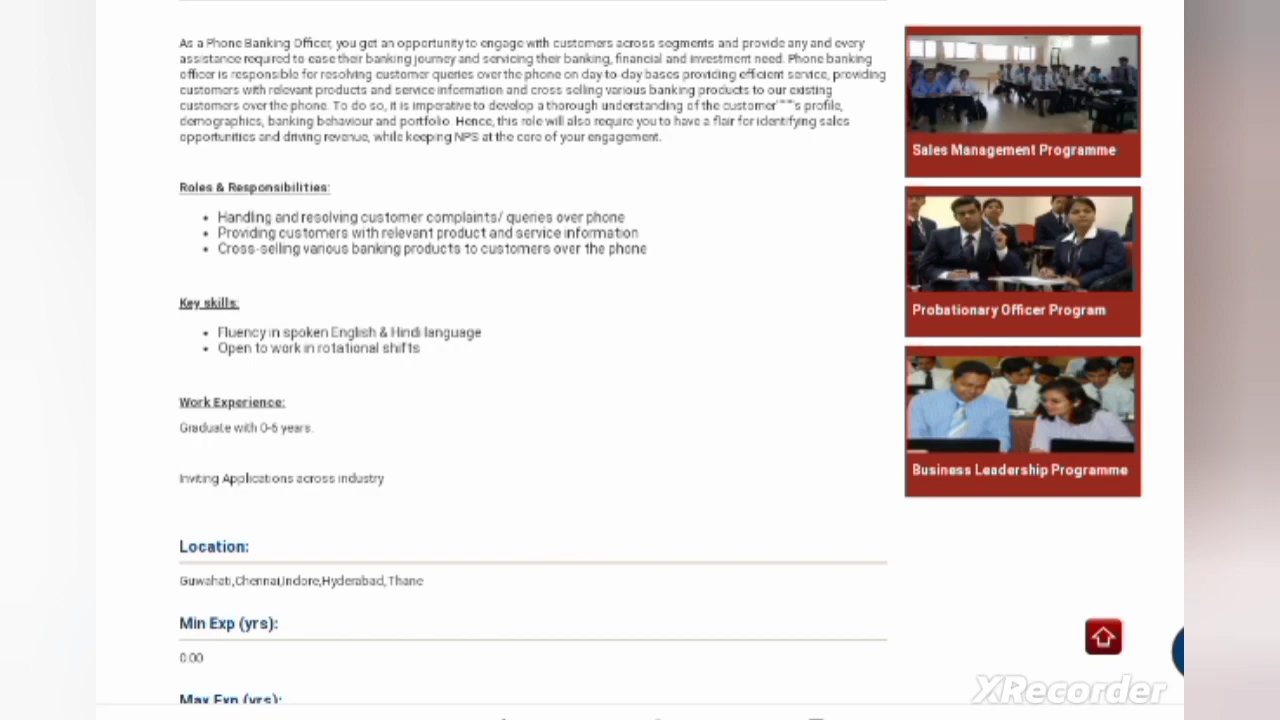 As a Phone Banking Officer, you get an opportunity to engage with customers across segments and provide any and every
assistance required to ease their banking journey and servicing their banking, financial and investment need. Phone banking
officer is responsible for resolving customer queries over the phone on day-to-day bases providing efficient service, providing
customers with relevant products and service information and cross selling various banking products to our existing
customers over the phone. To do so, it is imperative to develop a thorough understanding of the customer""'s profile,
demographics, banking behaviour and portfolio. Hence, this role will also require you to have a flair for identifying sales
opportunities and driving revenue, while keeping NPS at the core of your engagement.
Roles & Responsibilities:
Handling and resolving customer complaints/ queries over phone
Providing customers with relevant product and service information
Cross-selling various banking products to customers over the phone
Key skills:
Fluency in spoken English & Hindi language
Open to work in rotational shifts
Work Experience:
Graduate with 0-6 years.
Inviting Applications across industry
Location:
Guwahati,Chennai,Indore,Hyderabad,Thane
Min Exp (yrs):
0.00
Max Exp (yrs):
Sales Management Programme
Probationary Officer Program
Business Leadership Programme
XRecorder